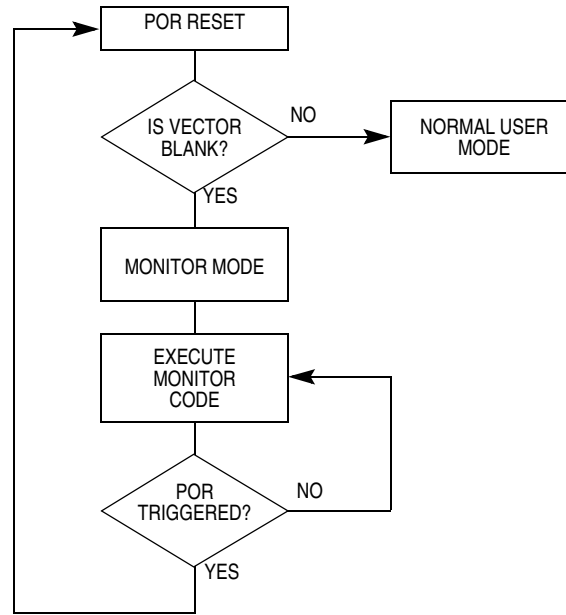 POR RESET
IS VECTOR
BLANK?
NO
NORMAL USER
MODE
YES
MONITOR MODE
EXECUTE
MONITOR
CODE
POR
TRIGGERED?
NO
YES